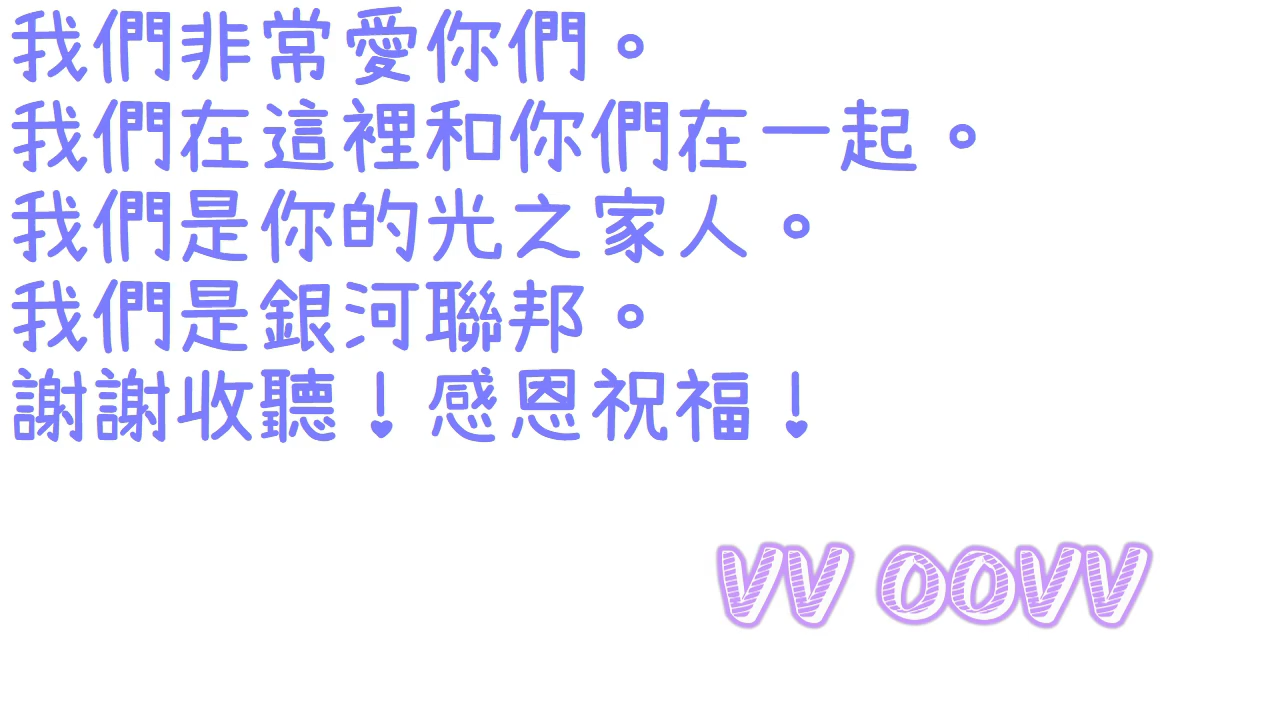 我們非常愛你們。
我們在這裡和你們在一起。
我們是你的光之家人。
我們是銀河聯邦。
謝謝收聽！感恩祝福！
VV OOVV